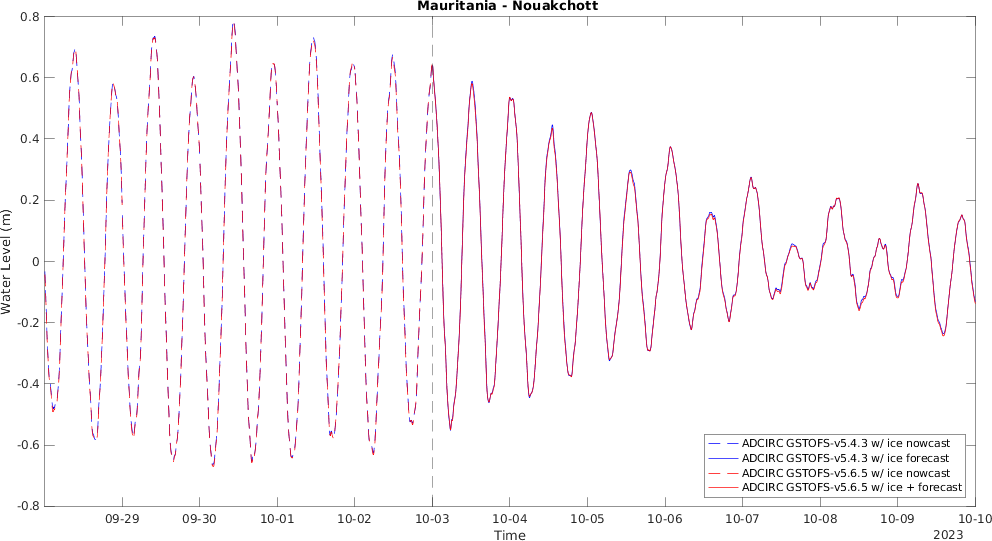 Mauritania - Nouakchott
Water Level (m)
0.8
0.6
0.4
0.2
0
-0.2
-0.4
-0.6
-0.8
ADCIRC GSTOFS-v5.4.3 w/ ice nowcast
ADCIRC GSTOFS-v5.4.3 w/ ice forecast
ADCIRC GSTOFS-v5.6.5 w/ ice nowcast
ADCIRC GSTOFS-v5.6.5 w/ ice + forecast
09-29 09-30 10-01 10-02 10-03 10-04 10-05 10-06 10-07 10-08 10-09 10-10
Time
2023